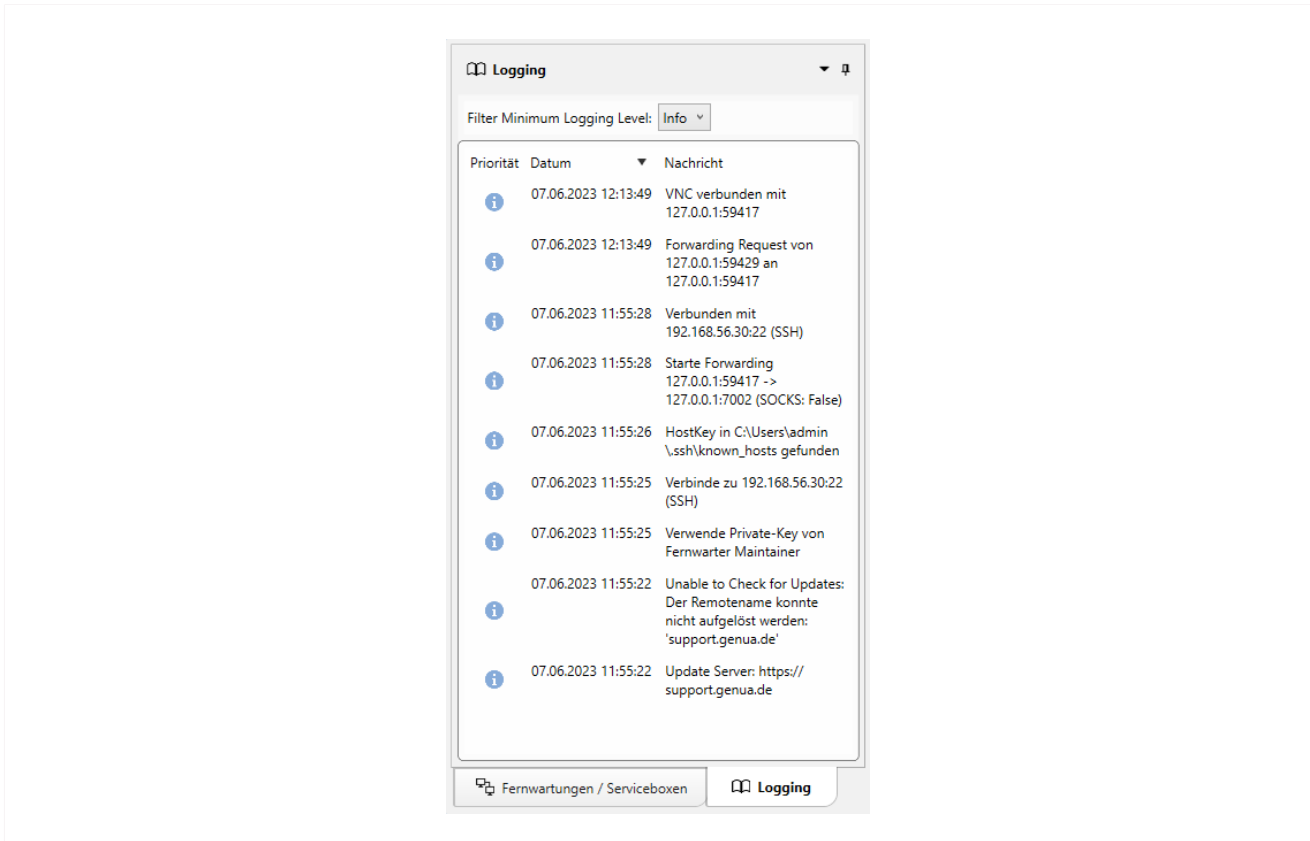 Logging
Filter Minimum Logging Level: Info
Priorität Datum Nachricht
07.06.2023 12:13:49 VNC verbunden mit
127.0.0.1:59417
07.06.2023 12:13:49 Forwarding Request von
127.0.0.1:59429 an
127.0.0.1:59417
07.06.2023 11:55:28 Verbunden mit
192.168.56.30:22 (SSH)
07.06.2023 11:55:28 Starte Forwarding
127.0.0.1:59417 ->
127.0.0.1:7002 (SOCKS: False)
07.06.2023 11:55:26 HostKey in C:\Users\admin
\.ssh\known_hosts gefunden
07.06.2023 11:55:25 Verbinde zu 192.168.56.30:22
(SSH)
07.06.2023 11:55:25 Verwende Private-Key von
Fernwarter Maintainer
07.06.2023 11:55:22 Unable to Check for Updates:
Der Remotename konnte
nicht aufgelöst werden:
'support.genua.de'
07.06.2023 11:55:22 Update Server: https://
support.genua.de
Fernwartungen / Serviceboxen Logging